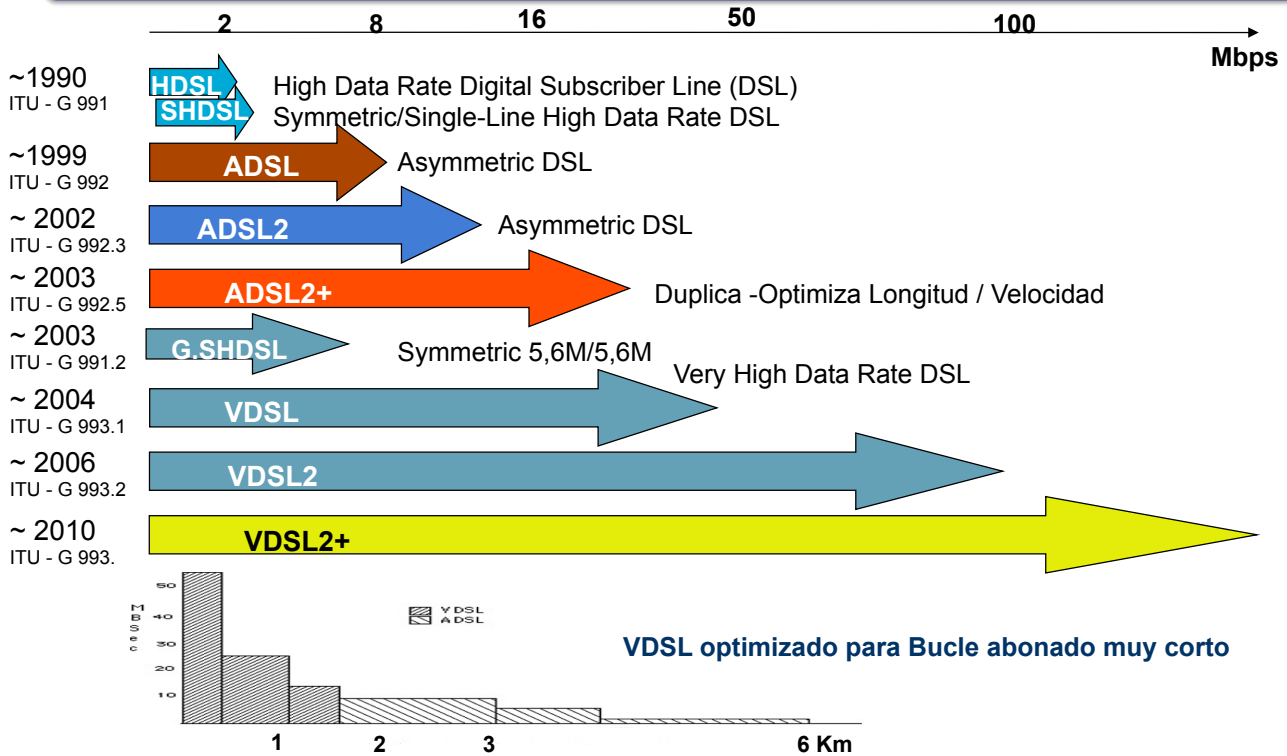 2 8 16 50 100
Mbps
~1990
ITU - G 991
HDSL
High Data Rate Digital Subscriber Line (DSL)
SHDSL
Symmetric/Single-Line High Data Rate DSL
~1999
ITU - G 992
ADSL
Asymmetric DSL
~ 2002
ITU - G 992.3
ADSL2
Asymmetric DSL
~ 2003
ITU - G 992.5
ADSL2+
Duplica -Optimiza Longitud / Velocidad
~ 2003
ITU - G 991.2
G.SHDSL
Symmetric 5,6M/5,6M
Very High Data Rate DSL
~ 2004
ITU - G 993.1
VDSL
~ 2006
ITU - G 993.2
VDSL2
~ 2010
ITU - G 993.
VDSL2+
MBSec
50
40
30
20
10
VDSL
ADSL
VDSL optimizado para Bucle abonado muy corto
1 2 3 6 Km